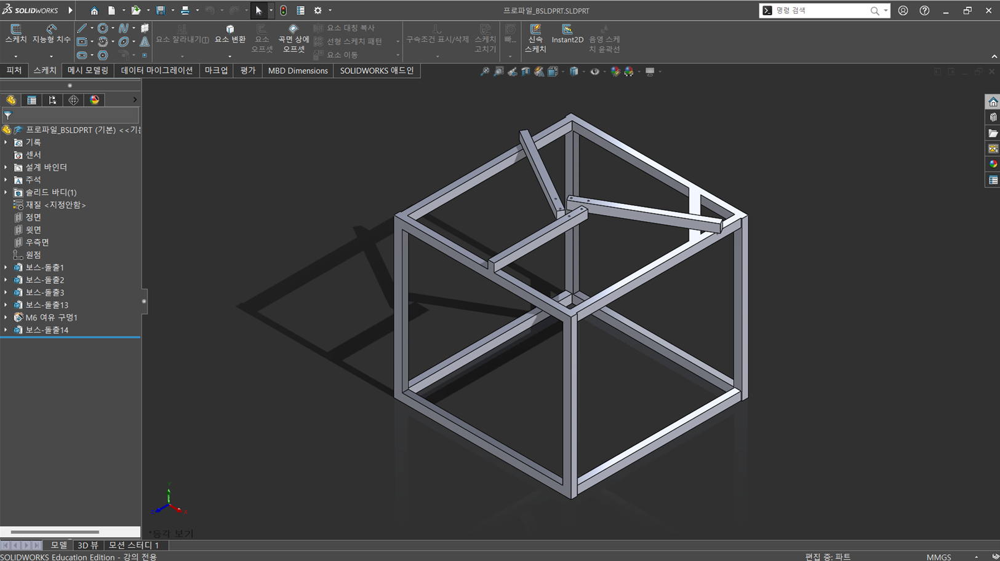 SOLIDWORKS
프로파일_BSLDPRT.SLDPRT
명령 검색
스케치
지능형 치수
요소 잘라내기(T)
요소 변환
요소 오프셋
곡면 상에 오프셋
요소 대칭 복사
선형 스케치 패턴
요소 이동
구속조건 표시/삭제
스케치 고치기
빠...
신속 스케치
Instant2D
음영 스케치 윤곽선
피처
스케치
메시 모델링
데이터 마이그레이션
마크업
평가
MBD Dimensions
SOLIDWORKS 애드인
프로파일_BSLDPRT (기본) <<기
기록
센서
설계 바인더
주석
솔리드 바디(1)
재질 <지정안함>
정면
윗면
우측면
원점
보스-돌출1
보스-돌출2
보스-돌출3
보스-돌출13
M6 여유 구멍1
보스-돌출14
Y
Z
X
*등각 보기
모델
3D 뷰
모션 스터디 1
SOLIDWORKS Education Edition - 강의 전용
편집 중: 파트
MMGS